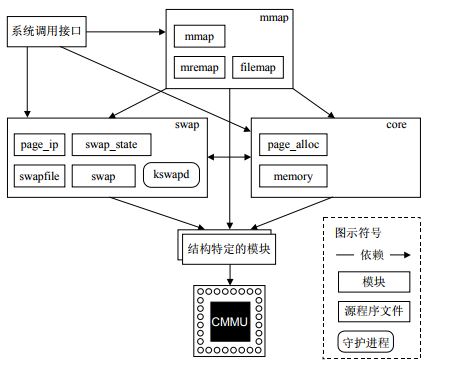 系统调用接口
mmap
mmap
mremap
filemap
swap
page_ip
swap_state
swapfile
swap
kswapd
core
page_alloc
memory
结构特定的模块
CMMU
图示符号
依赖
模块
源程序文件
守护进程